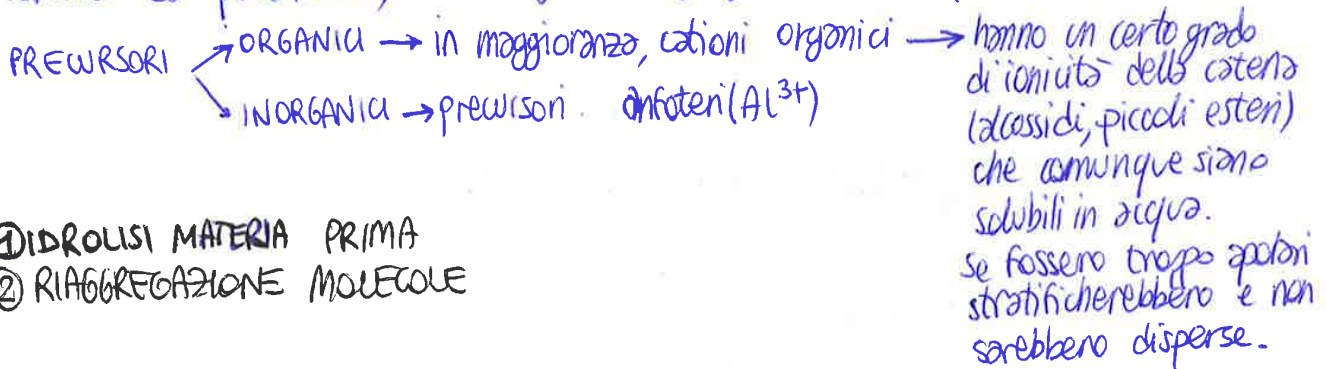 PRECURSORI → ORGANICI → in maggioranza, cationi organici → hanno un certo grado
di ionicità della catena
(alcossidi, piccoli esteri)
che comunque siano
solubili in acqua.
se fossero troppo apolari
stratificherebbero e non
sarebbero disperse.
→ INORGANICI → precursori anfoteri (Al³⁺)
① IDROLISI MATERIA PRIMA
② RIAGGREGAZIONE MOLECOLE